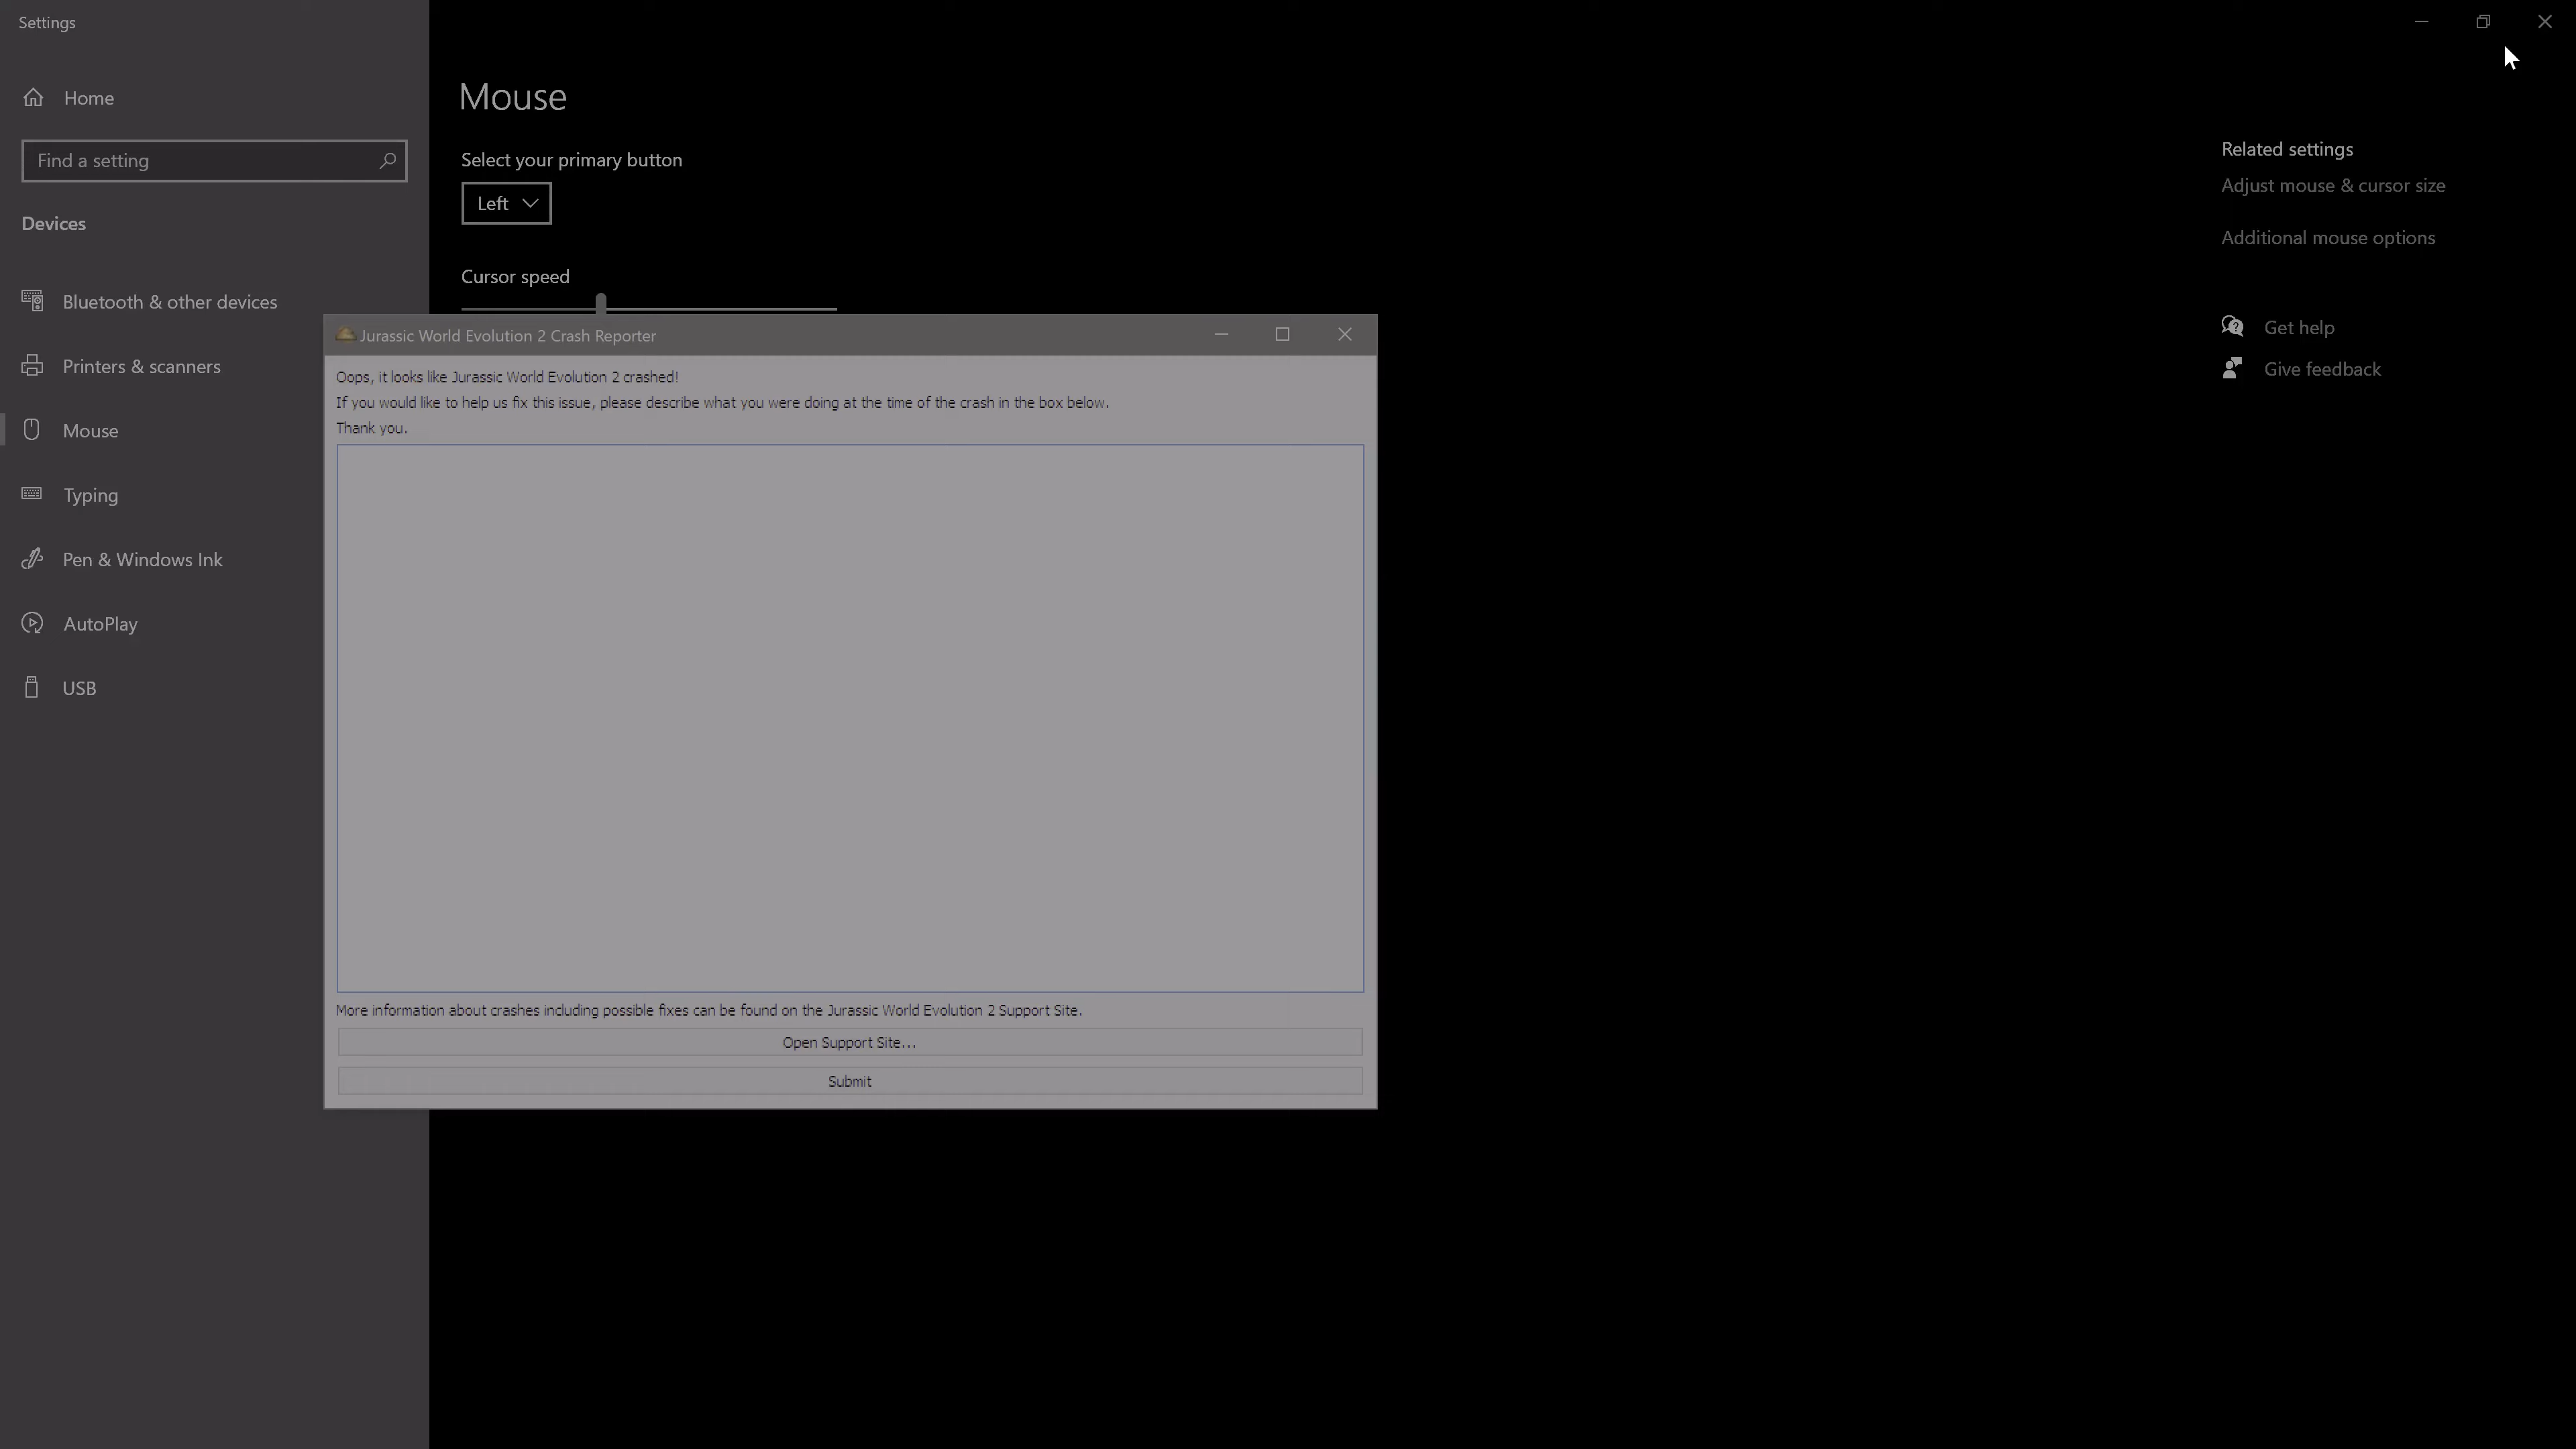 Settings
Home
Find a setting
Devices
Bluetooth & other devices
Printers & scanners
Mouse
Typing
Pen & Windows Ink
AutoPlay
USB
Mouse
Select your primary button
Left
Cursor speed
Jurassic World Evolution 2 Crash Reporter
Oops, it looks like Jurassic World Evolution 2 crashed!
If you would like to help us fix this issue, please describe what you were doing at the time of the crash in the box below.
Thank you.
More information about crashes including possible fixes can be found on the Jurassic World Evolution 2 Support Site.
Open Support Site...
Submit
Related settings
Adjust mouse & cursor size
Additional mouse options
Get help
Give feedback